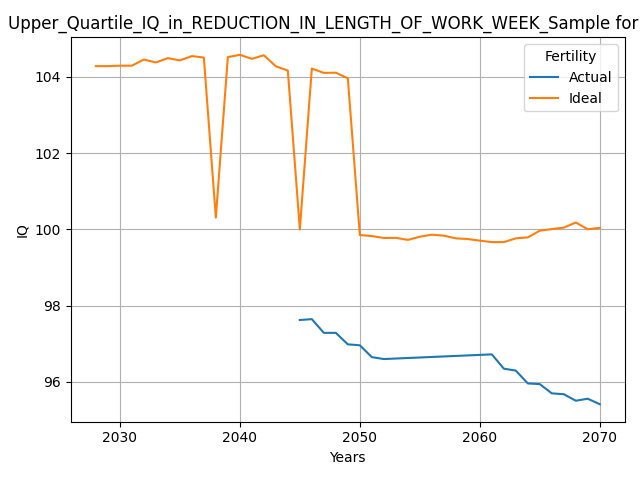 Upper_Quartile_IQ_in_REDUCTION_IN_LENGTH_OF_WORK_WEEK_Sample for
Fertility
Actual
Ideal
104
102
100
98
96
IQ
2030 2040 2050 2060 2070
Years